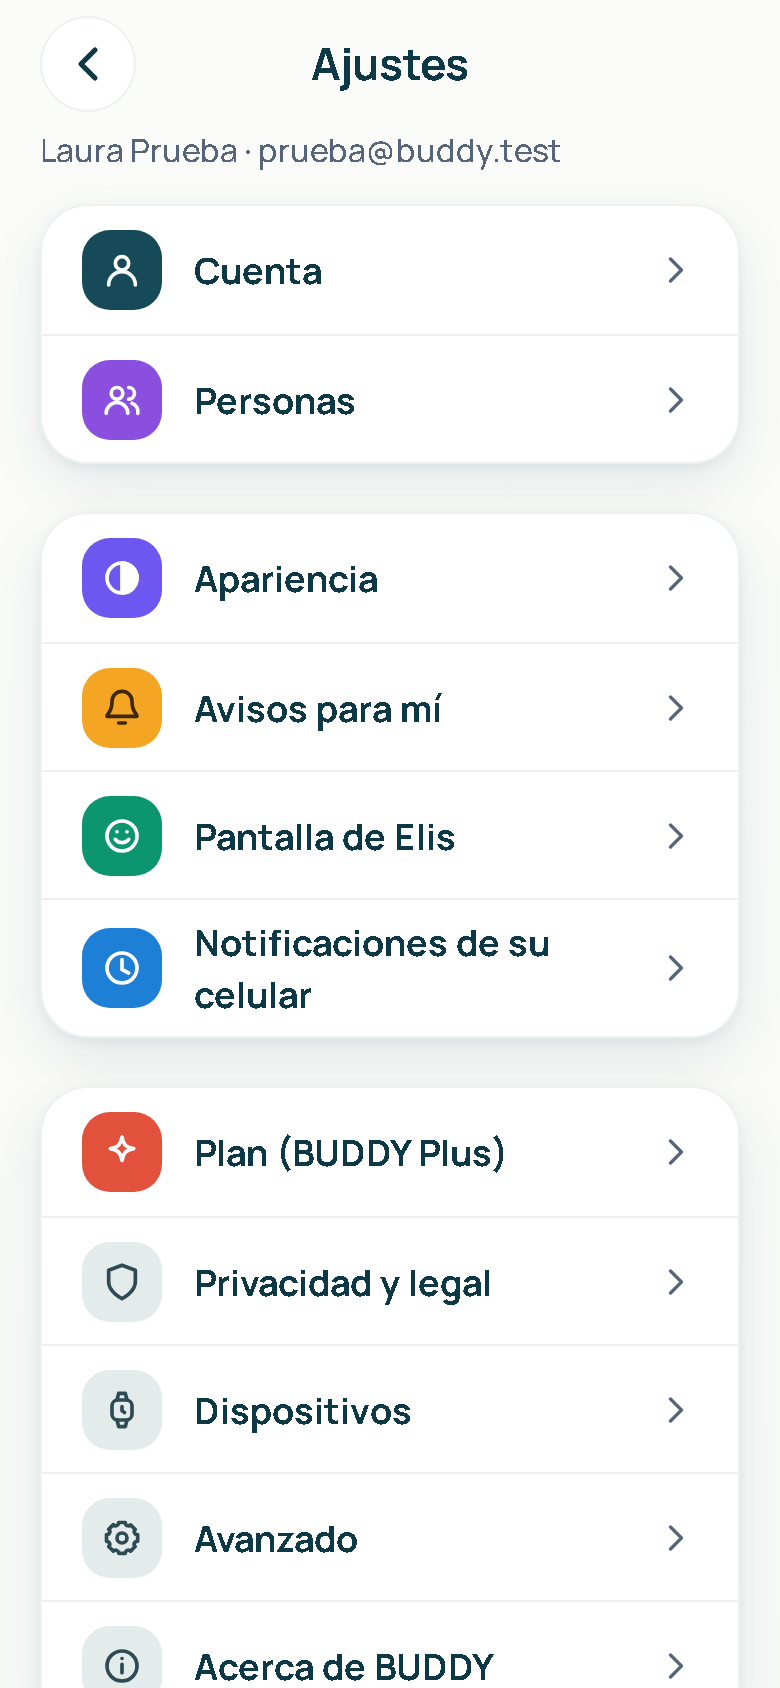 Ajustes
Laura Prueba · prueba@buddy.test
Cuenta
Personas
Apariencia
Avisos para mí
Pantalla de Elis
Notificaciones de su
celular
Plan (BUDDY Plus)
Privacidad y legal
Dispositivos
Avanzado
Acerca de BUDDY